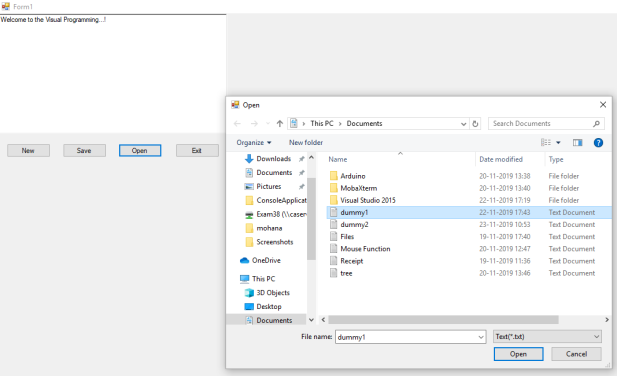 Form1
Welcome to the Visual Programming...!
New Save Open Exit
Open
This PC > Documents
Search Documents
Organize New folder
Name Date modified Type
Downloads
Documents
Pictures
ConsoleApplicat
Exam38 (\\caser
mohana
Screenshots
OneDrive
This PC
3D Objects
Desktop
Documents
Arduino 20-11-2019 13:38 File folder
MobaXterm 20-11-2019 13:40 File folder
Visual Studio 2015 22-11-2019 17:19 File folder
dummy1 22-11-2019 17:43 Text Document
dummy2 23-11-2019 10:53 Text Document
Files 19-11-2019 17:40 Text Document
Mouse Function 20-11-2019 12:47 Text Document
Receipt 19-11-2019 11:36 Text Document
tree 20-11-2019 13:46 Text Document
File name: dummy1 Text(*.txt)
Open Cancel